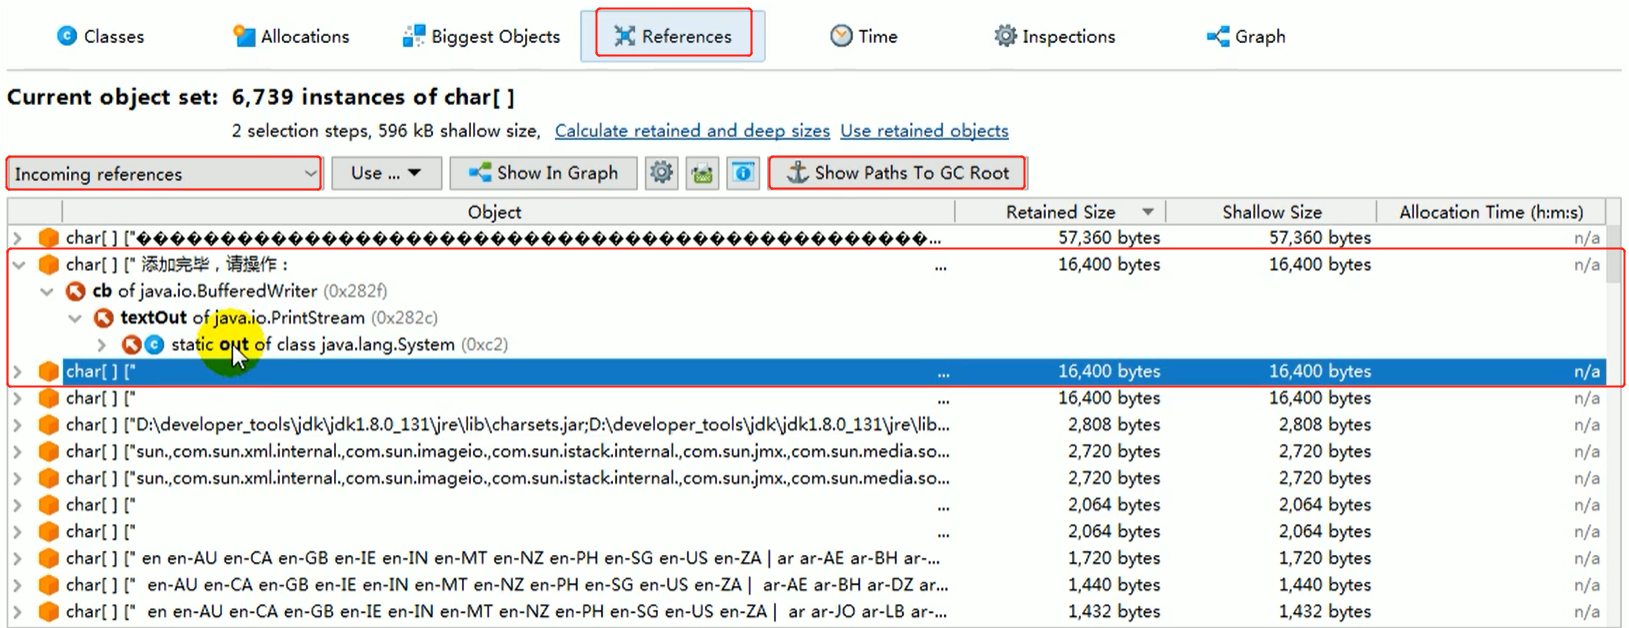 Classes Allocations Biggest Objects References Time Inspections Graph
Current object set: 6,739 instances of char[ ]
2 selection steps, 596 kB shallow size, Calculate retained and deep sizes Use retained objects
Incoming references Use ... Show In Graph Show Paths To GC Root
Object Retained Size Shallow Size Allocation Time (h:m:s)
char[ ] ["������������������������������������������������... 57,360 bytes 57,360 bytes n/a
char[ ] [" 添加完毕，请操作： ... 16,400 bytes 16,400 bytes n/a
cb of java.io.BufferedWriter (0x282f)
textOut of java.io.PrintStream (0x282c)
static out of class java.lang.System (0xc2)
char[ ] [" ... 16,400 bytes 16,400 bytes n/a
char[ ] [" ... 16,400 bytes 16,400 bytes n/a
char[ ] ["D:\developer_tools\jdk\jdk1.8.0_131\jre\lib\charsets.jar;D:\developer_tools\jdk\jdk1.8.0_131\jre\lib... 2,808 bytes 2,808 bytes n/a
char[ ] ["sun.,com.sun.xml.internal.,com.sun.imageio.,com.sun.istack.internal.,com.sun.jmx.,com.sun.media.so... 2,720 bytes 2,720 bytes n/a
char[ ] ["sun.,com.sun.xml.internal.,com.sun.imageio.,com.sun.istack.internal.,com.sun.jmx.,com.sun.media.so... 2,720 bytes 2,720 bytes n/a
char[ ] [" ... 2,064 bytes 2,064 bytes n/a
char[ ] [" ... 2,064 bytes 2,064 bytes n/a
char[ ] [" en en-AU en-CA en-GB en-IE en-IN en-MT en-NZ en-PH en-SG en-US en-ZA | ar ar-AE ar-BH ar-... 1,720 bytes 1,720 bytes n/a
char[ ] [" en-AU en-CA en-GB en-IE en-IN en-MT en-NZ en-PH en-SG en-US en-ZA | ar-AE ar-BH ar-DZ ar... 1,440 bytes 1,440 bytes n/a
char[ ] [" en en-AU en-CA en-GB en-IE en-IN en-MT en-NZ en-PH en-SG en-US en-ZA | ar ar-JO ar-LB ar-... 1,432 bytes 1,432 bytes n/a